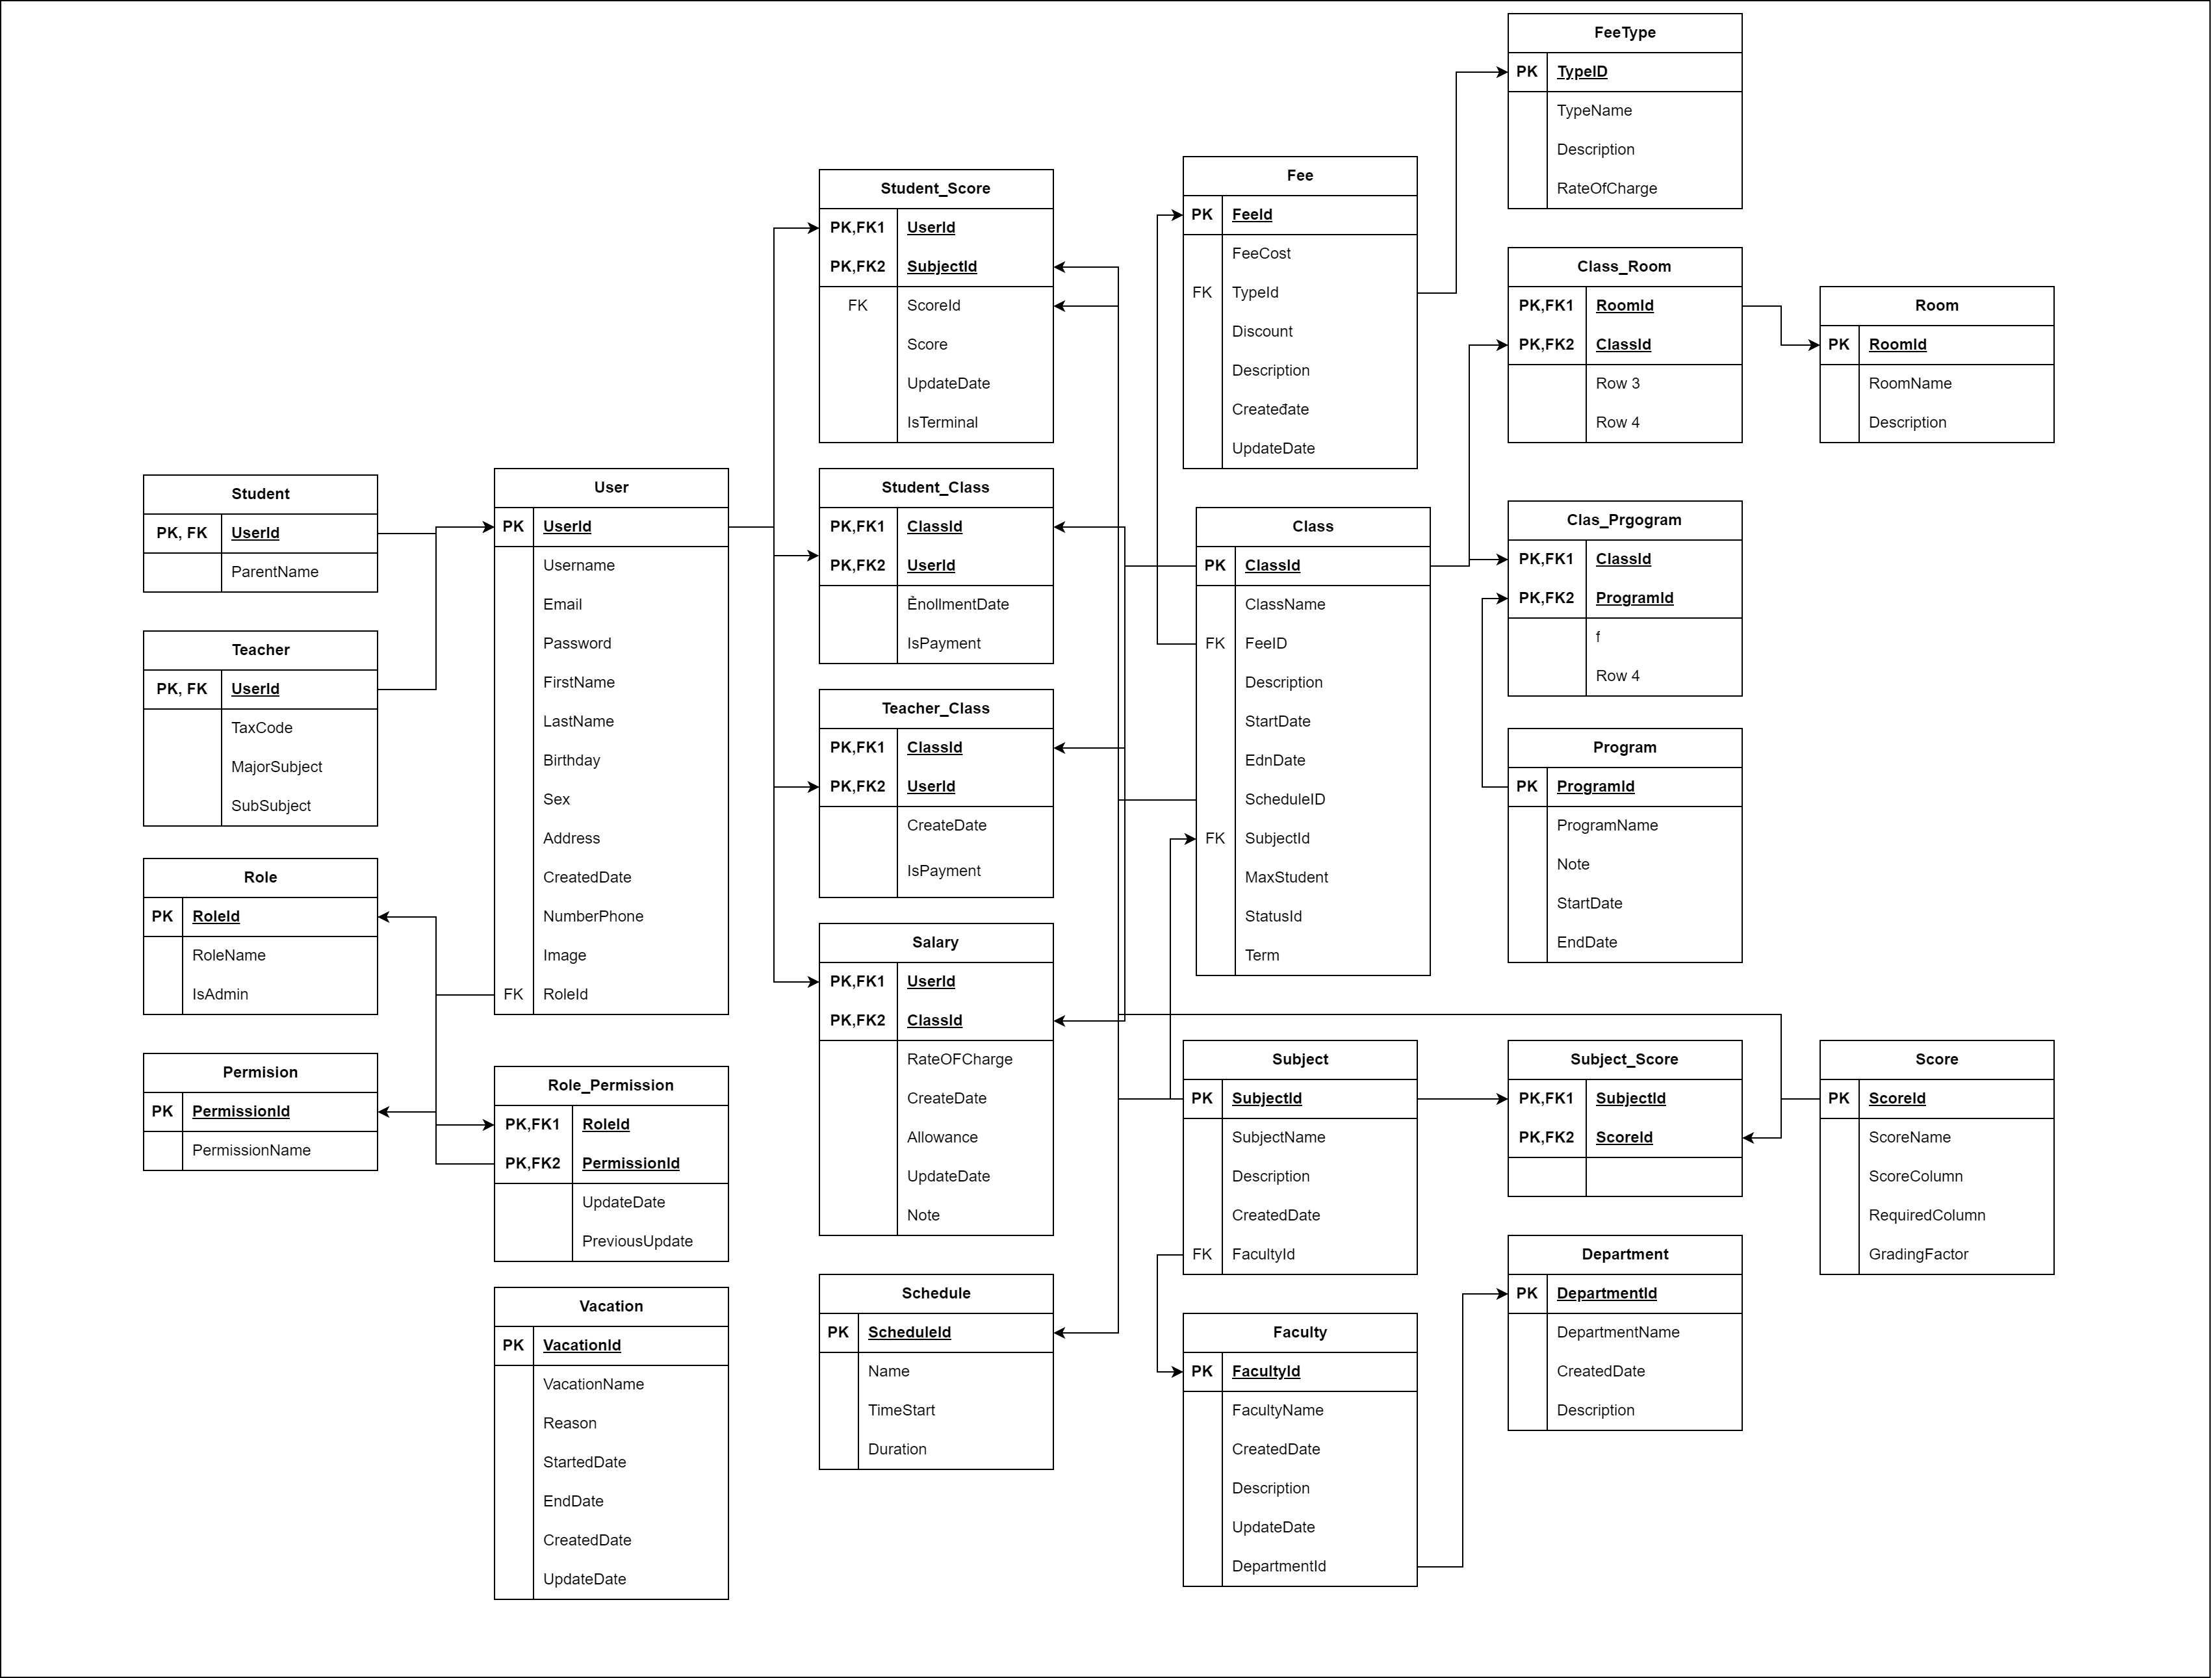 FeeType
PK TypeID
TypeName
Description
RateOfCharge
Student_Score
PK,FK1 UserId
PK,FK2 SubjectId
FK ScoreId
Score
UpdateDate
IsTerminal
Fee
PK FeeId
FeeCost
FK TypeId
Discount
Description
Createđate
UpdateDate
Class_Room
PK,FK1 RoomId
PK,FK2 ClassId
Row 3
Row 4
Room
PK RoomId
RoomName
Description
Student
PK, FK UserId
ParentName
User
PK UserId
Username
Email
Password
FirstName
LastName
Birthday
Sex
Address
CreatedDate
NumberPhone
Image
FK RoleId
Student_Class
PK,FK1 ClassId
PK,FK2 UserId
ẺnollmentDate
IsPayment
Class
PK ClassId
ClassName
FK FeeID
Description
StartDate
EdnDate
ScheduleID
FK SubjectId
MaxStudent
StatusId
Term
Clas_Prgogram
PK,FK1 ClassId
PK,FK2 ProgramId
f
Row 4
Teacher
PK, FK UserId
TaxCode
MajorSubject
SubSubject
Teacher_Class
PK,FK1 ClassId
PK,FK2 UserId
CreateDate
IsPayment
Program
PK ProgramId
ProgramName
Note
StartDate
EndDate
Role
PK RoleId
RoleName
IsAdmin
Salary
PK,FK1 UserId
PK,FK2 ClassId
RateOFCharge
CreateDate
Allowance
UpdateDate
Note
Permision
PK PermissionId
PermissionName
Role_Permission
PK,FK1 RoleId
PK,FK2 PermissionId
UpdateDate
PreviousUpdate
Subject
PK SubjectId
SubjectName
Description
CreatedDate
FK FacultyId
Subject_Score
PK,FK1 SubjectId
PK,FK2 ScoreId
Score
PK ScoreId
ScoreName
ScoreColumn
RequiredColumn
GradingFactor
Vacation
PK VacationId
VacationName
Reason
StartedDate
EndDate
CreatedDate
UpdateDate
Schedule
PK ScheduleId
Name
TimeStart
Duration
Faculty
PK FacultyId
FacultyName
CreatedDate
Description
UpdateDate
DepartmentId
Department
PK DepartmentId
DepartmentName
CreatedDate
Description